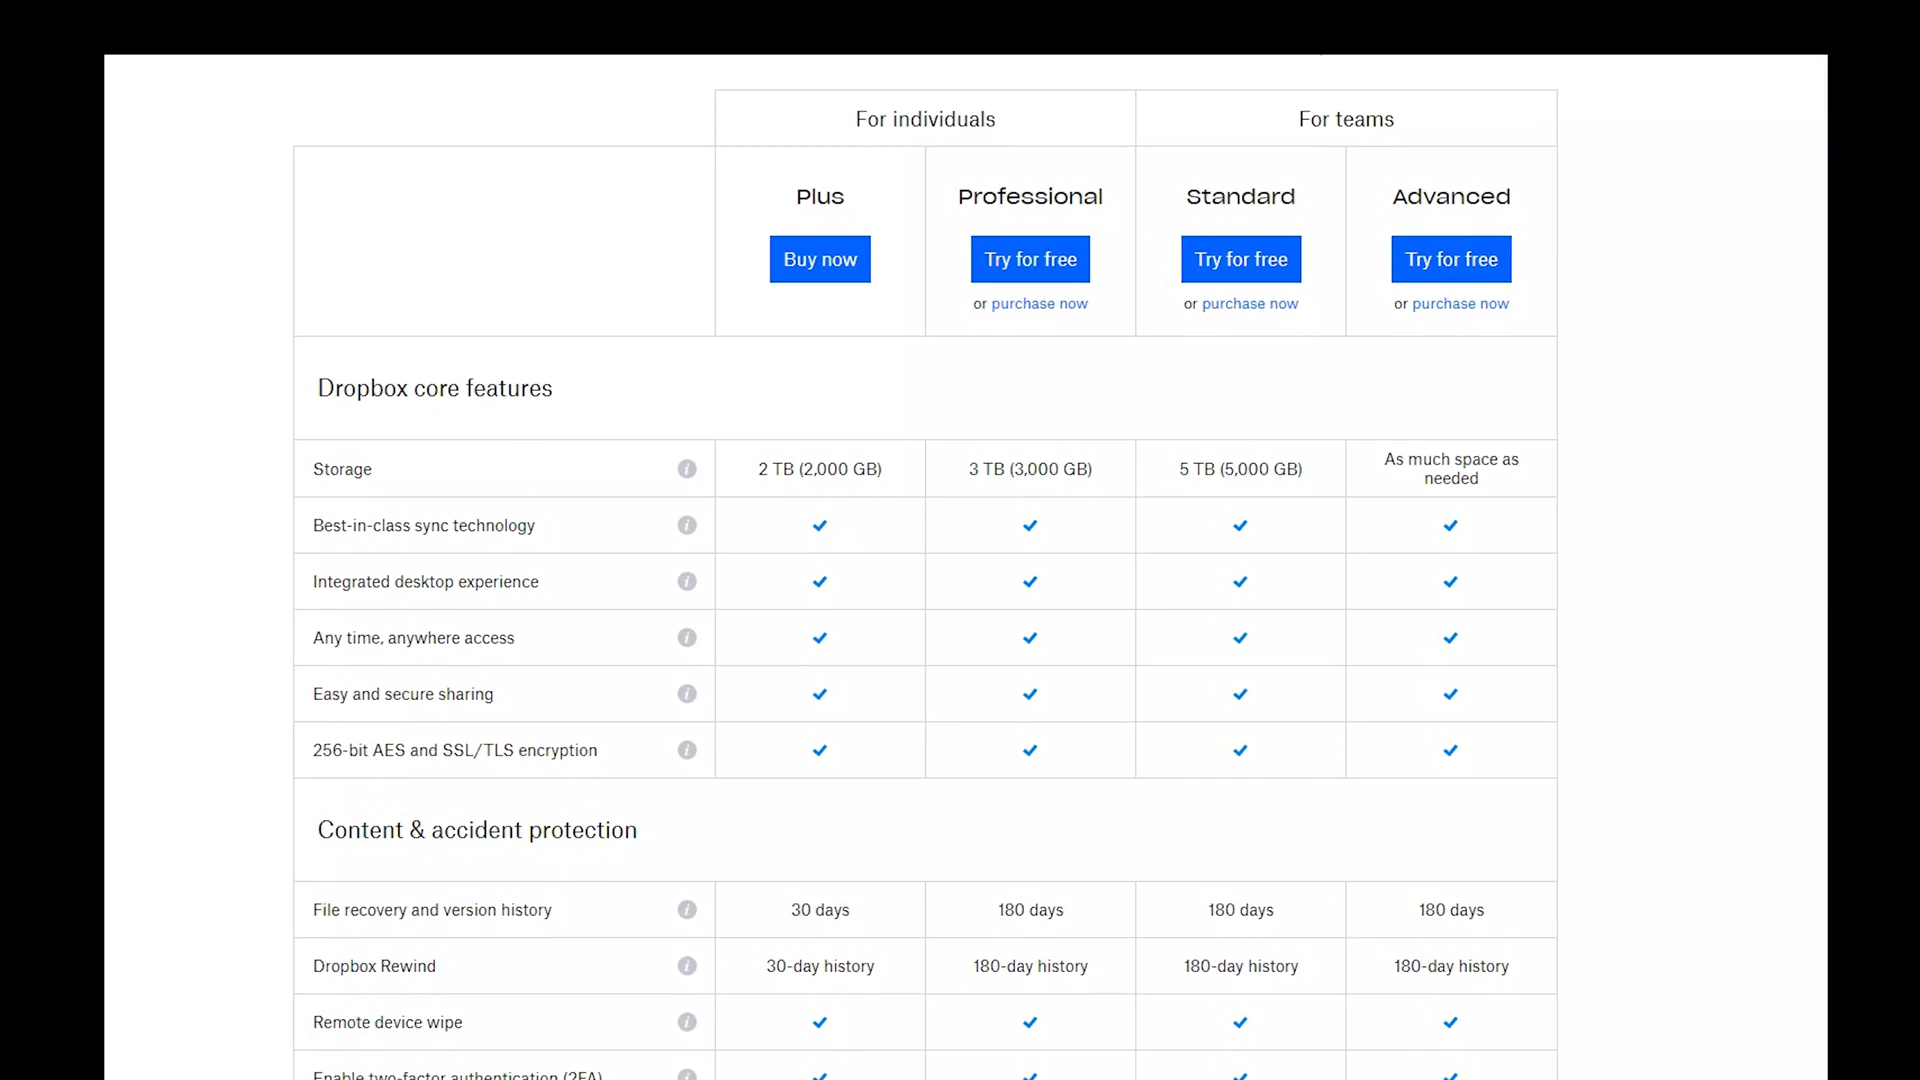 For individuals
For teams
Plus
Professional
Standard
Advanced
Buy now
Try for free
Try for free
Try for free
or purchase now
or purchase now
or purchase now
Dropbox core features
Storage
2 TB (2,000 GB)
3 TB (3,000 GB)
5 TB (5,000 GB)
As much space as
needed
Best-in-class sync technology
Integrated desktop experience
Any time, anywhere access
Easy and secure sharing
256-bit AES and SSL/TLS encryption
Content & accident protection
File recovery and version history
30 days
180 days
180 days
180 days
Dropbox Rewind
30-day history
180-day history
180-day history
180-day history
Remote device wipe
Enable two-factor authentication (2FA)